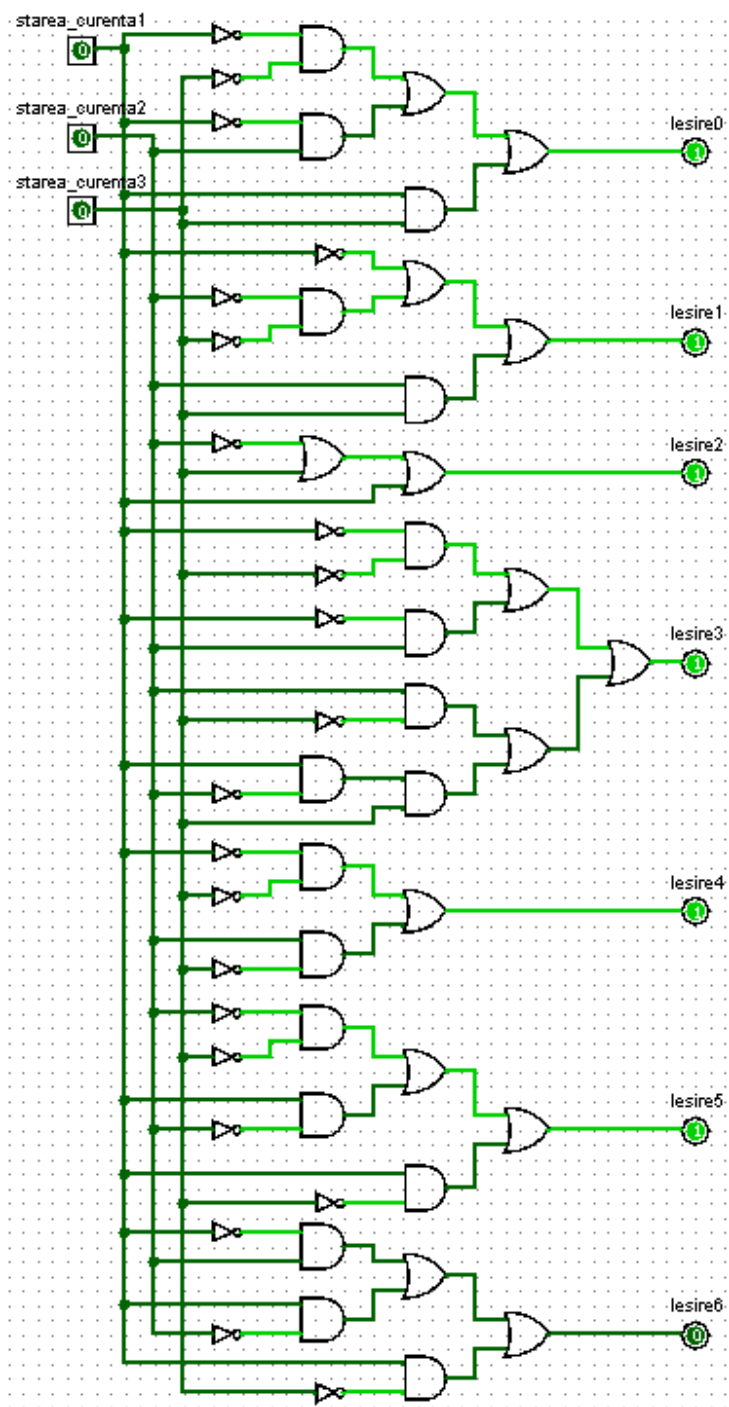 starea_curenta1
0
starea_curenta2
0
starea_curenta3
0
Iesire0
1
Iesire1
1
Iesire2
1
Iesire3
1
Iesire4
1
Iesire5
1
Iesire6
0